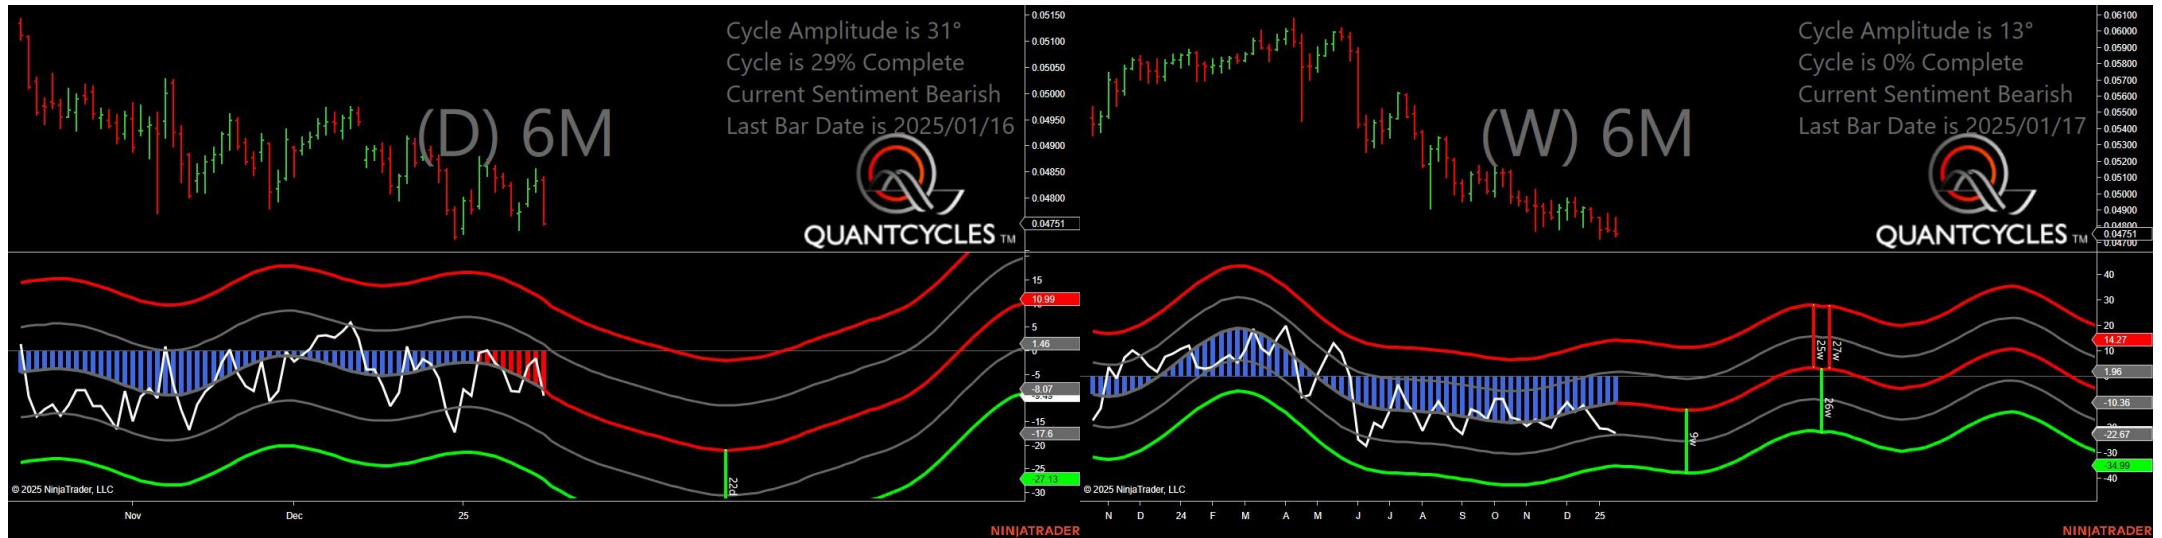 Cycle Amplitude is 31°
Cycle is 29% Complete
Current Sentiment Bearish
Last Bar Date is 2025/01/16
(D) 6M
QUANTCYCLES TM
0.05150
0.05100
0.05050
0.05000
0.04950
0.04900
0.04850
0.04800
0.04751
15
10.99
5
1.46
0
-5
-8.07
-9.49
-15
-17.6
-20
-25
-27.13
-30
22d
© 2025 NinjaTrader, LLC
Nov
Dec
25
NINJATRADER
Cycle Amplitude is 13°
Cycle is 0% Complete
Current Sentiment Bearish
Last Bar Date is 2025/01/17
(W) 6M
QUANTCYCLES TM
0.06100
0.06000
0.05900
0.05800
0.05700
0.05600
0.05500
0.05400
0.05300
0.05200
0.05100
0.05000
0.04900
0.04751
0.04700
40
30
20
14.27
10
1.96
0
-10.36
-22.67
-30
-34.99
-40
9w
25w
27w
26w
© 2025 NinjaTrader, LLC
N
D
24
F
M
A
M
J
J
A
S
O
N
D
25
NINJATRADER